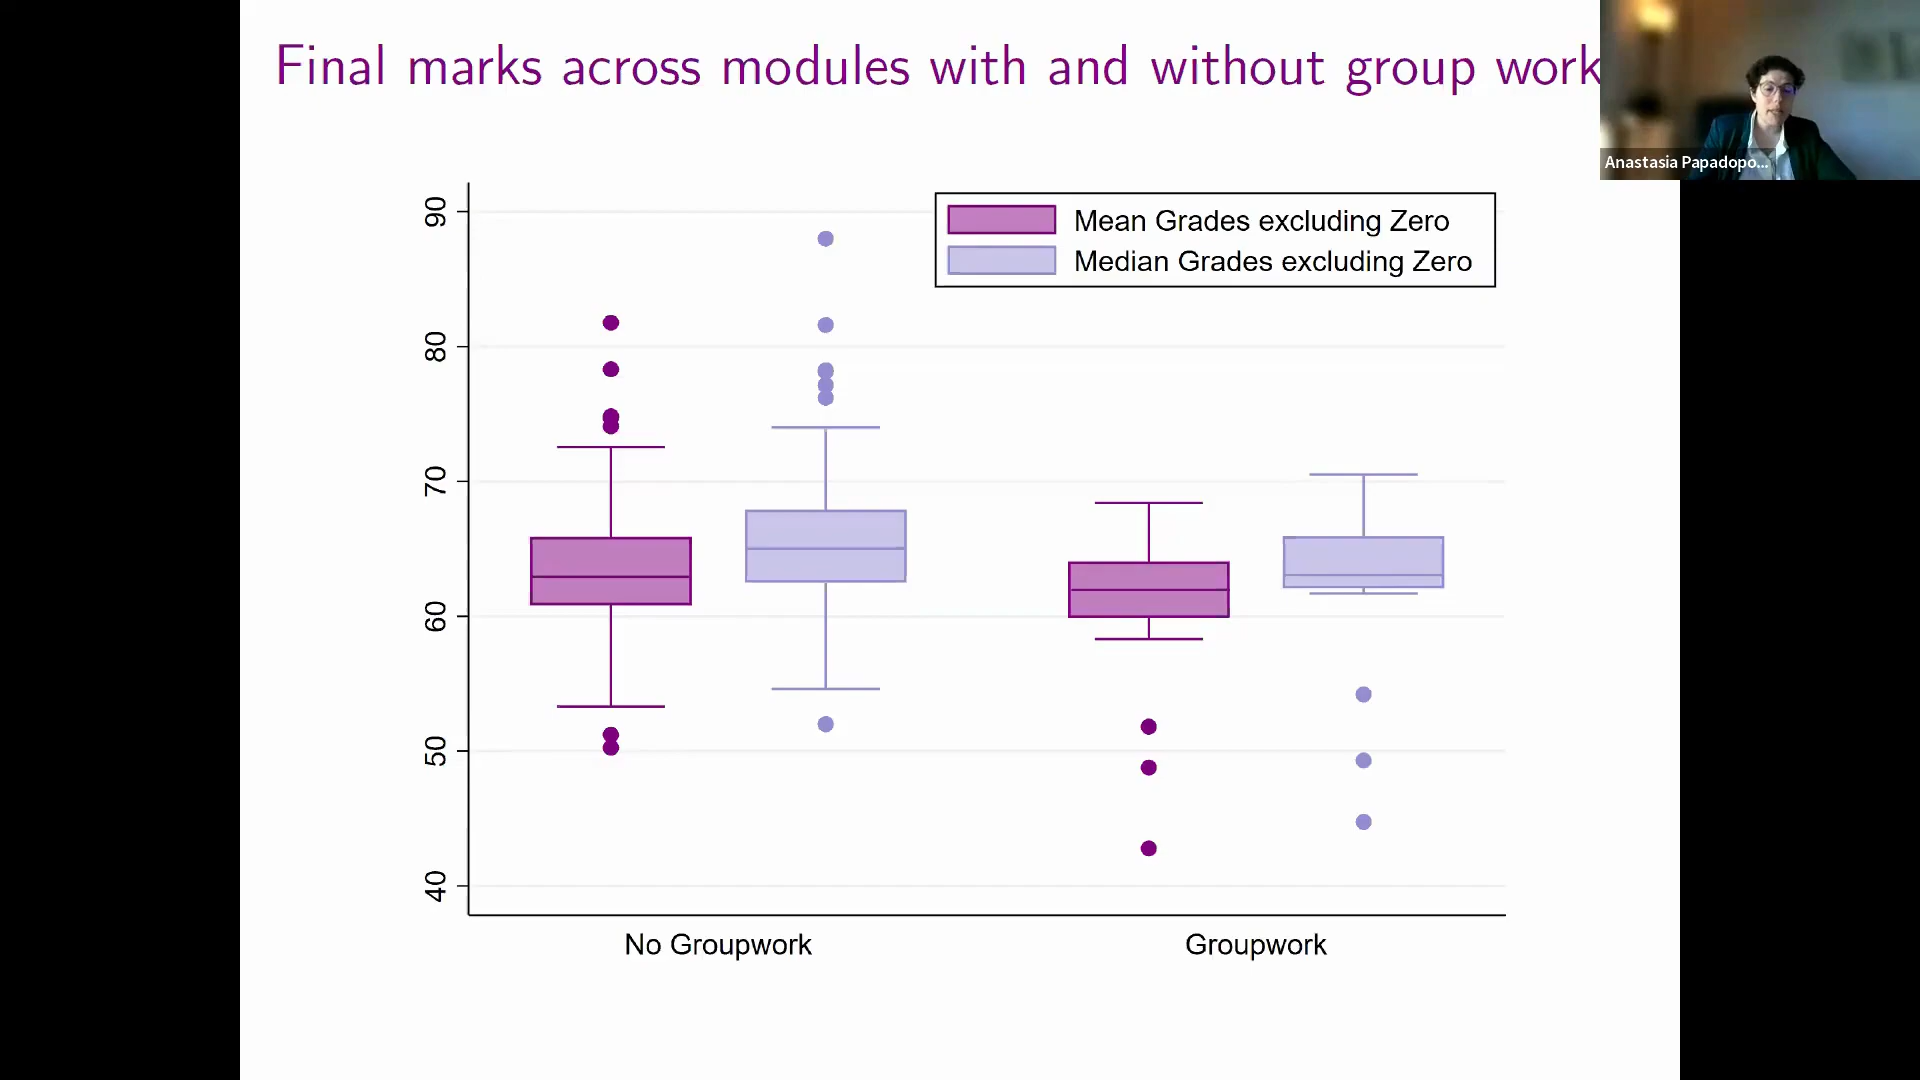 Final marks across modules with and without group work
Anastasia Papadopo...
Mean Grades excluding Zero
Median Grades excluding Zero
90
80
70
60
50
40
No Groupwork
Groupwork